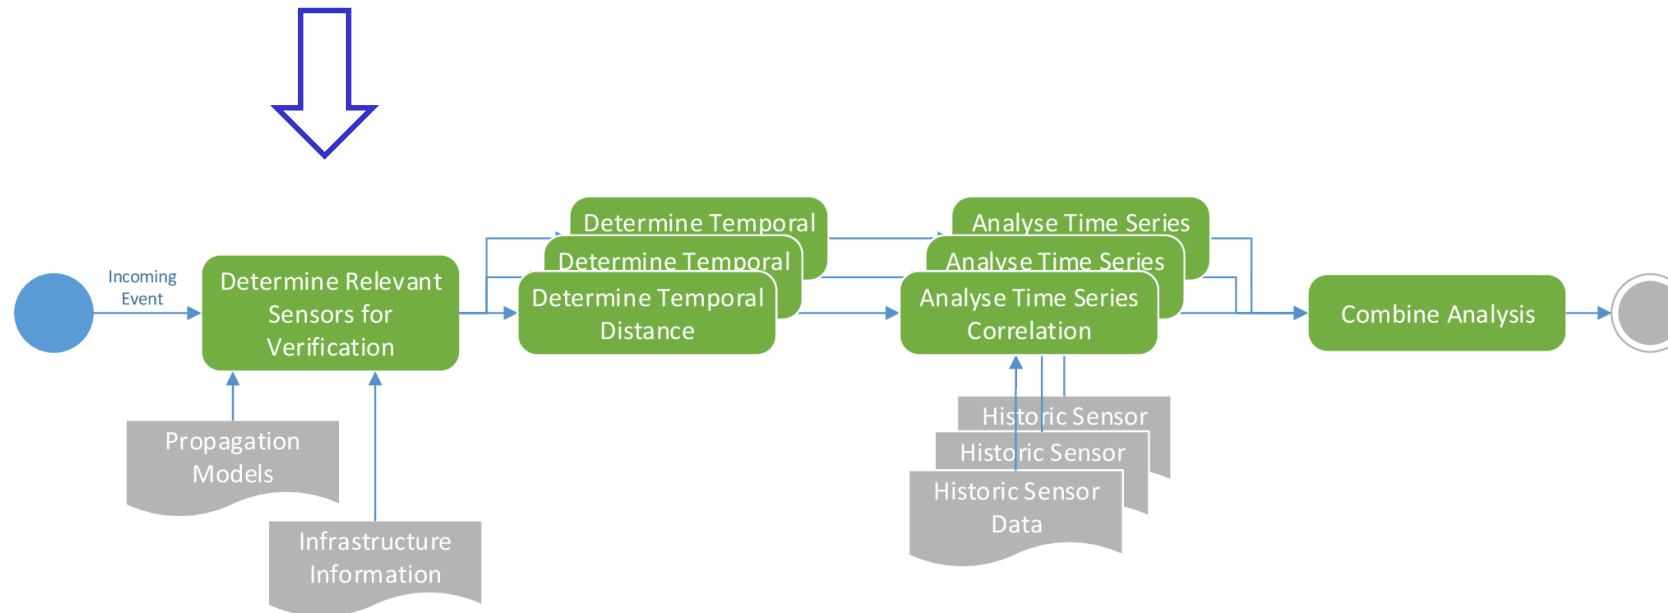 Incoming
Event
Determine Relevant
Sensors for
Verification
Propagation
Models
Infrastructure
Information
Determine Temporal
Determine Temporal
Determine Temporal
Distance
Analyse Time Series
Analyse Time Series
Analyse Time Series
Correlation
Historic Sensor
Historic Sensor
Historic Sensor
Data
Combine Analysis